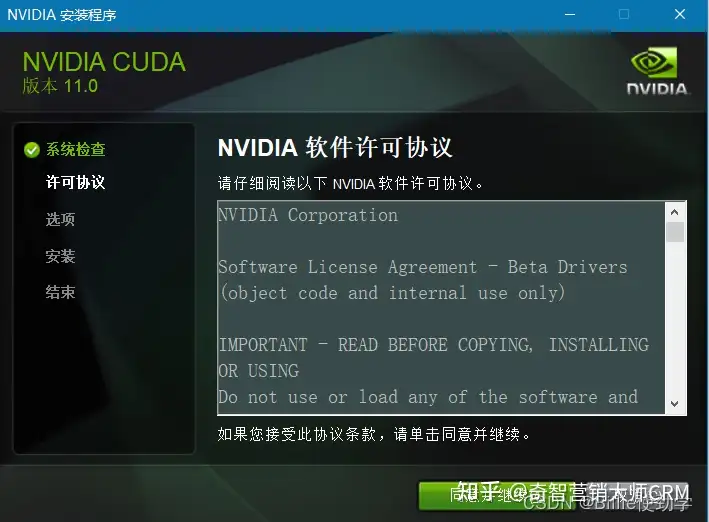 NVIDIA 安装程序
NVIDIA CUDA
版本 11.0
NVIDIA.
系统检查
许可协议
选项
安装
结束
NVIDIA 软件许可协议
请仔细阅读以下 NVIDIA 软件许可协议。
NVIDIA Corporation
Software License Agreement - Beta Drivers
(object code and internal use only)
IMPORTANT - READ BEFORE COPYING, INSTALLING
OR USING
Do not use or load any of the software and
如果您接受此协议条款，请单击同意并继续。
同意并继续
知乎 @奇智营销大师CRM
CSDN @Billie使劲学